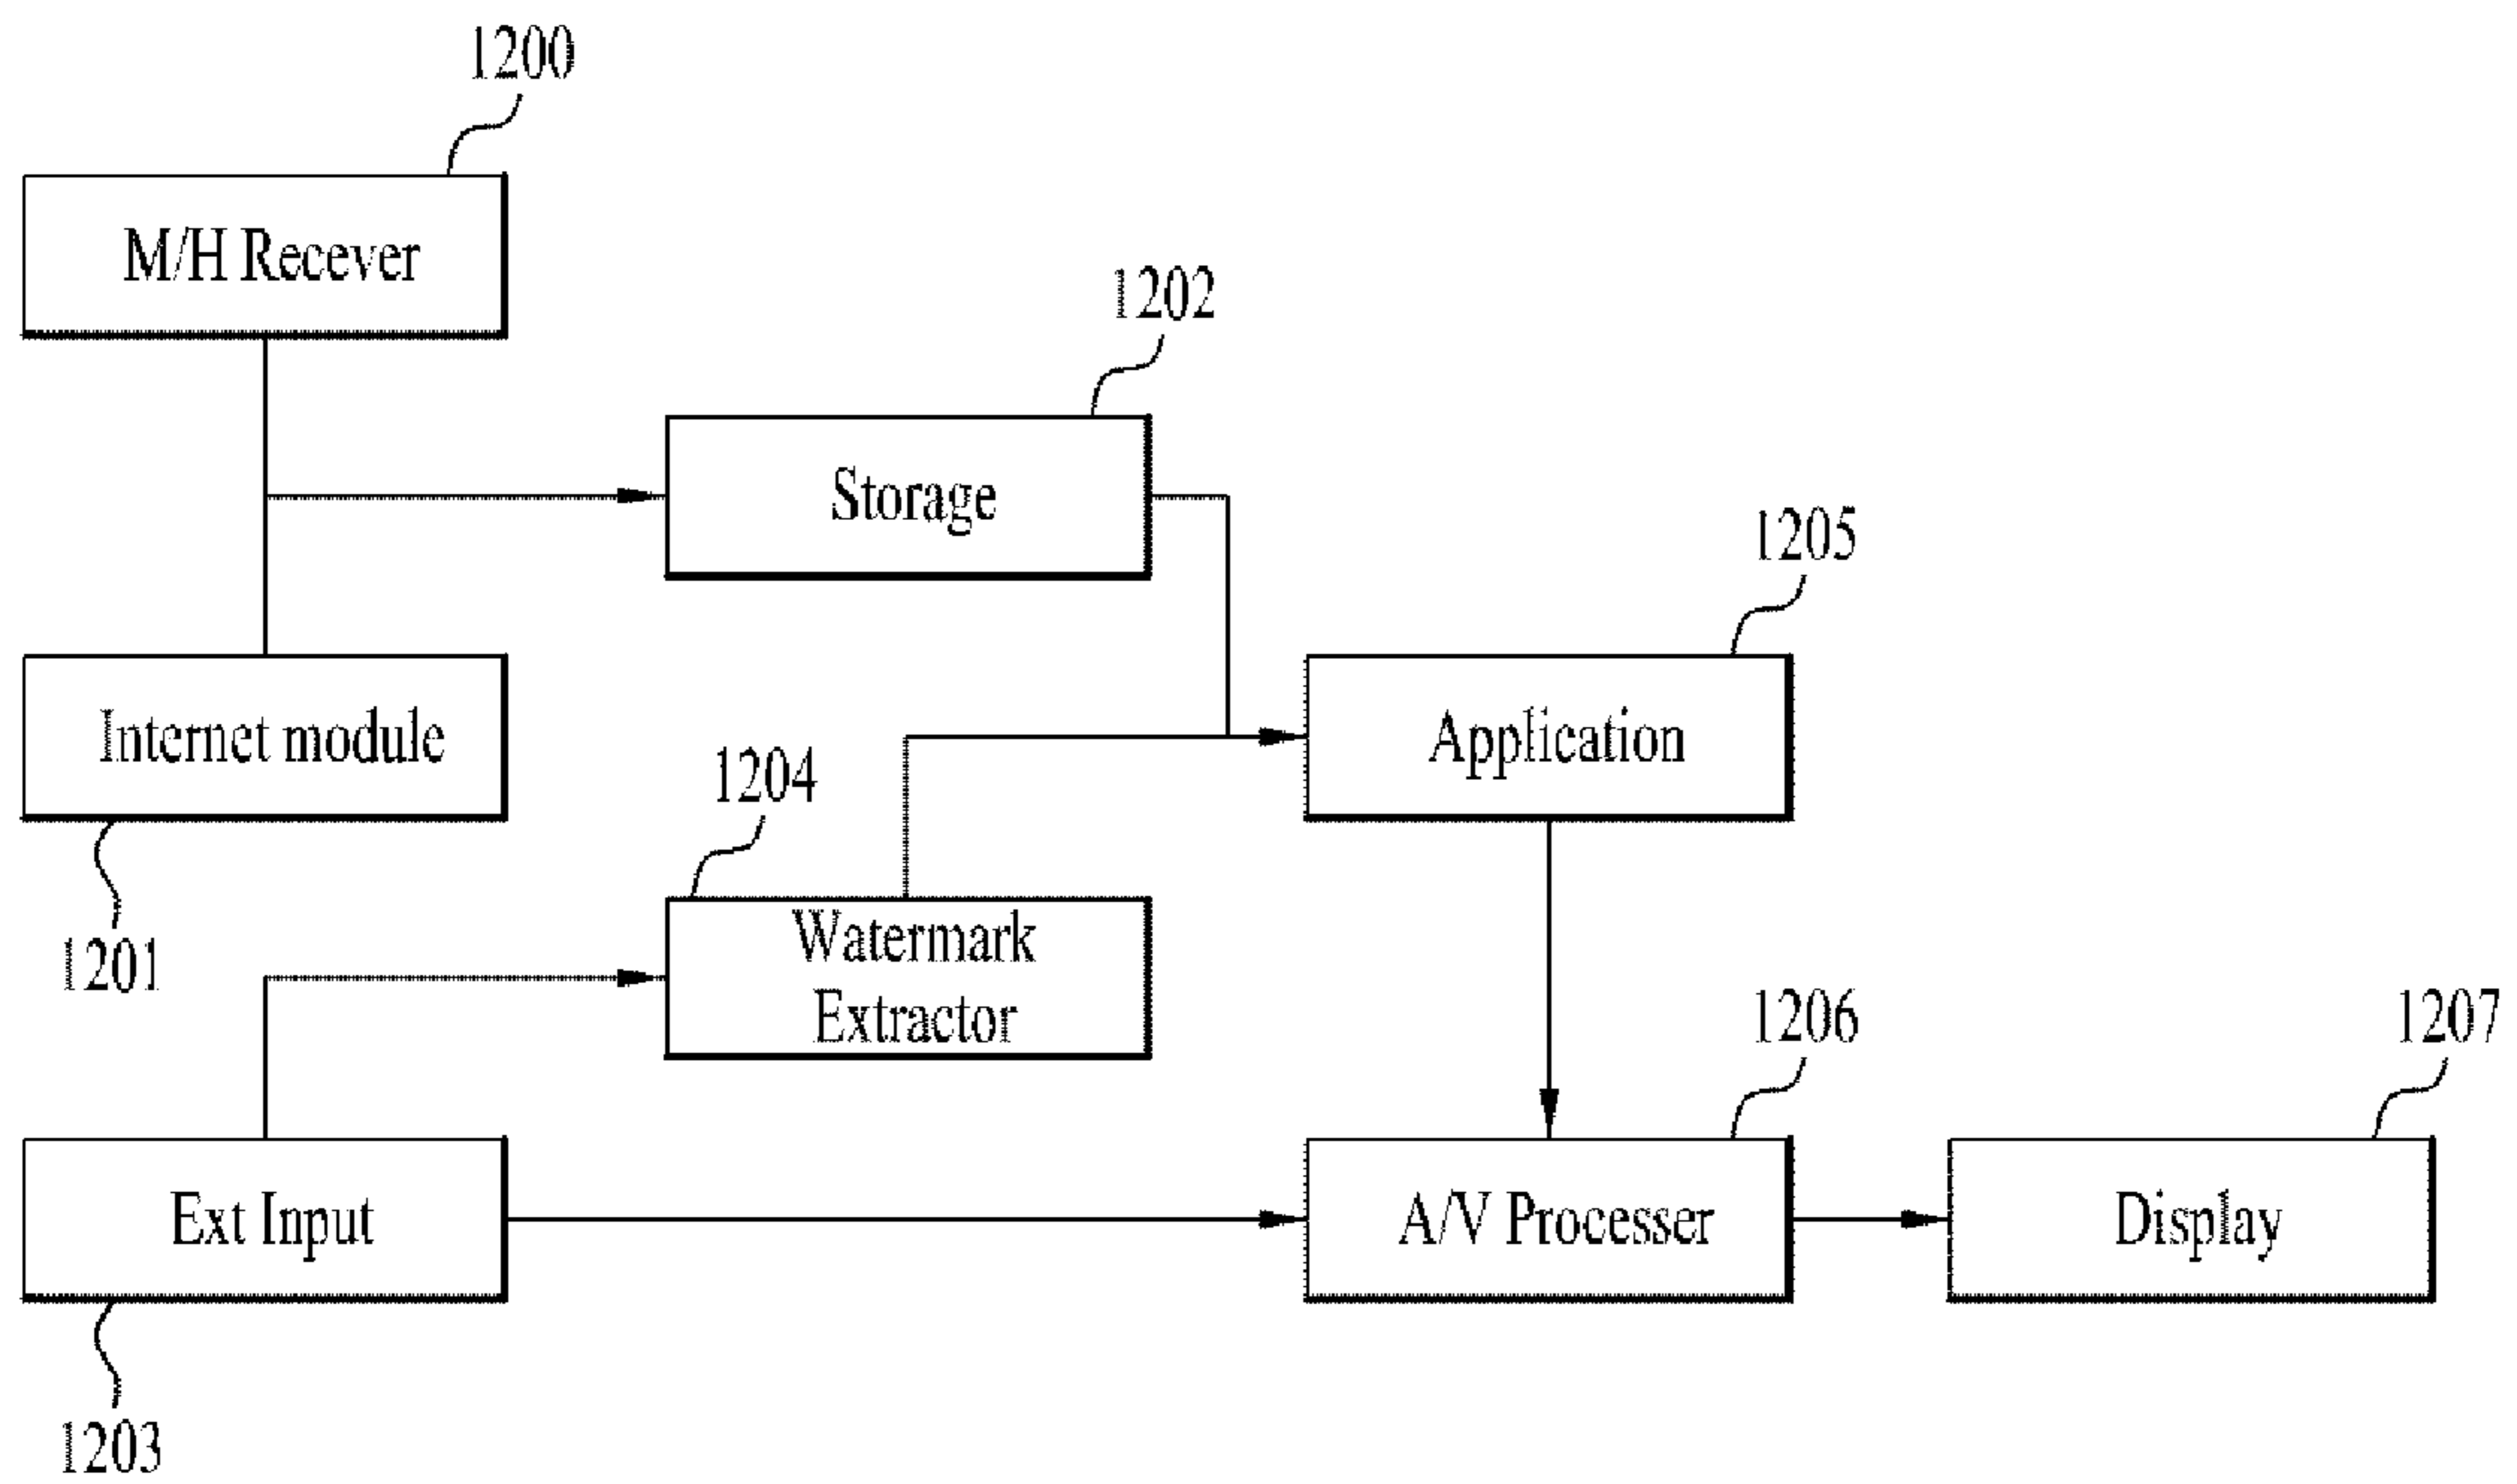 1200
M/H Recever
1202
Storage
1205
Internet module
Application
1204
1201
Watermark
Extractor
1206
1207
Ext Input
A/V Processer
Display
1203